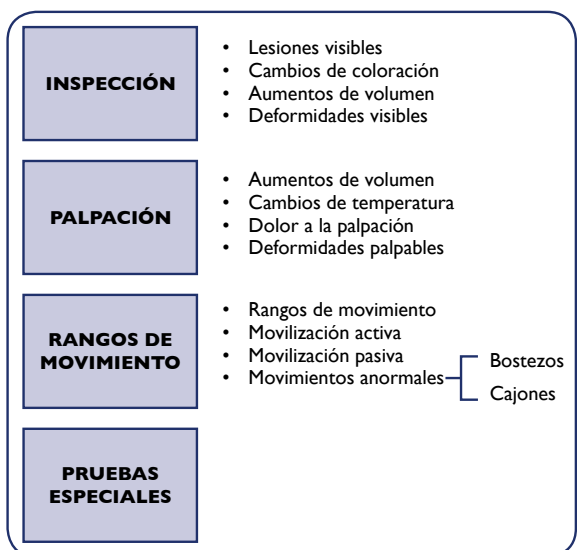 INSPECCIÓN
• Lesiones visibles
• Cambios de coloración
• Aumentos de volumen
• Deformidades visibles
PALPACIÓN
• Aumentos de volumen
• Cambios de temperatura
• Dolor a la palpación
• Deformidades palpables
RANGOS DE
MOVIMIENTO
• Rangos de movimiento
• Movilización activa
• Movilización pasiva
• Movimientos anormales
Bostezos
Cajones
PRUEBAS
ESPECIALES